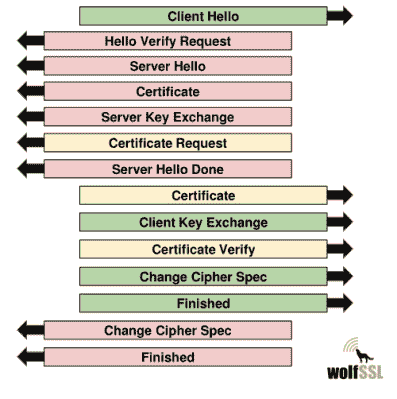 Client Hello
Hello Verify Request
Server Hello
Certificate
Server Key Exchange
Certificate Request
Server Hello Done
Certificate
Client Key Exchange
Certificate Verify
Change Cipher Spec
Finished
Change Cipher Spec
Finished
wolfSSL